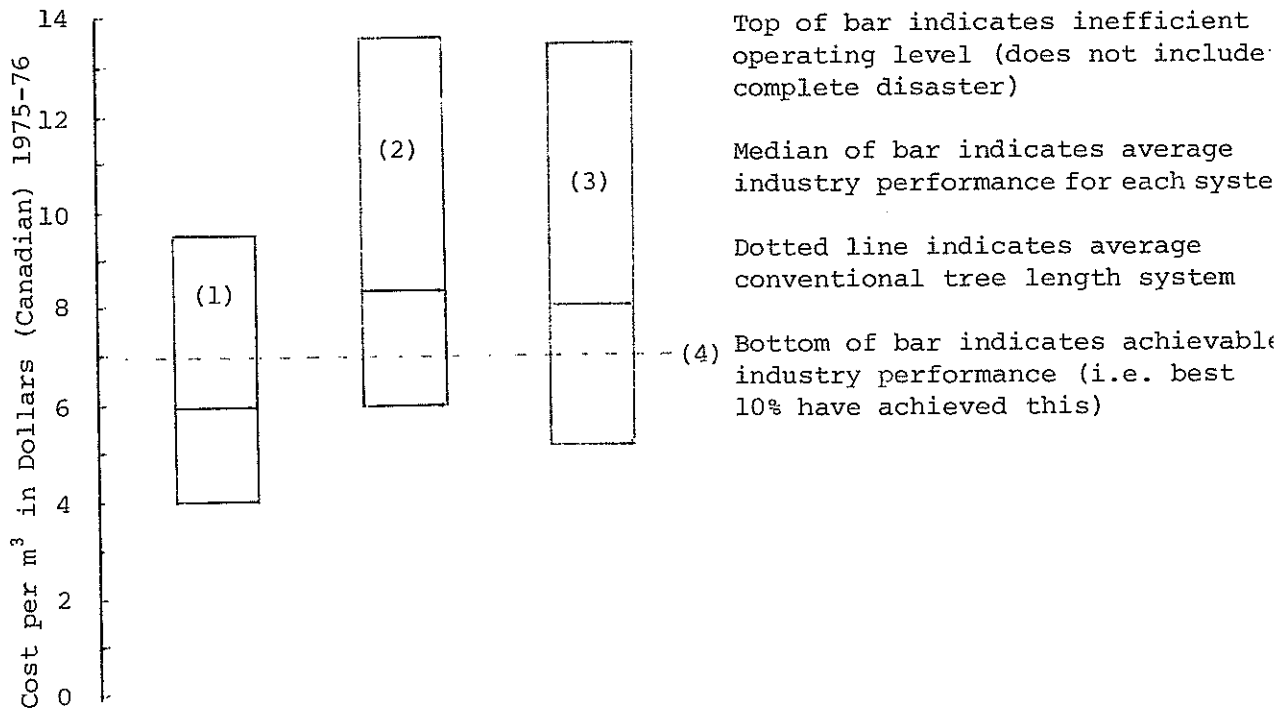 Cost per m³ in Dollars (Canadian) 1975-76
14
12
10
8
6
4
2
0
(1)
(2)
(3)
(4)
Top of bar indicates inefficient
operating level (does not include
complete disaster)
Median of bar indicates average
industry performance for each syste
Dotted line indicates average
conventional tree length system
Bottom of bar indicates achievable
industry performance (i.e. best
10% have achieved this)